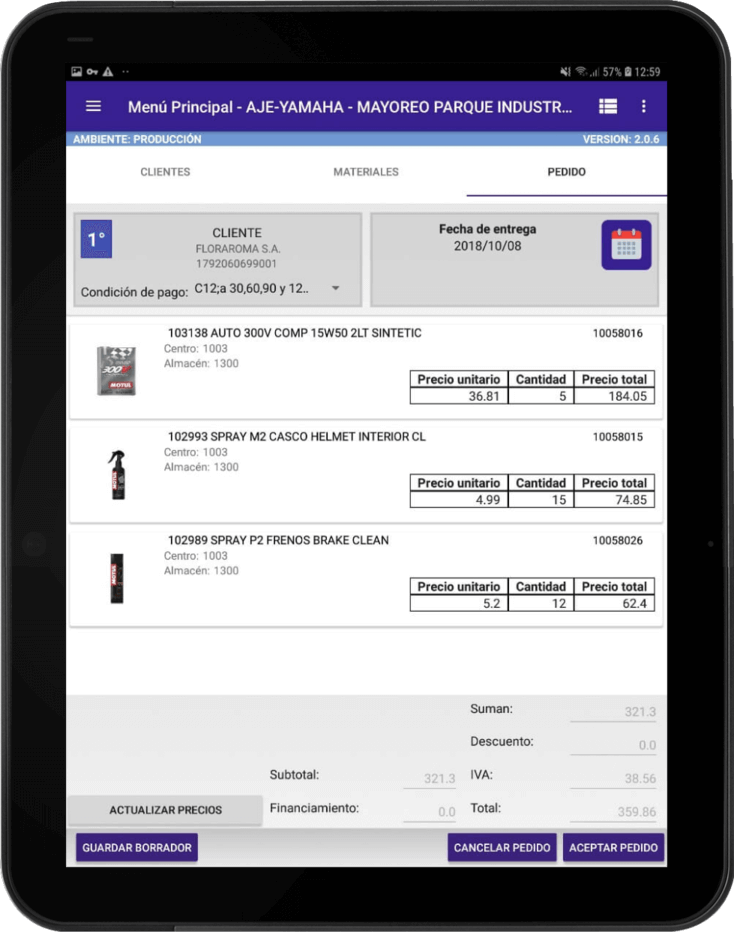 57% 12:59
Menú Principal - AJE-YAMAHA - MAYOREO PARQUE INDUSTR...
AMBIENTE: PRODUCCIÓN VERSION: 2.0.6
CLIENTES MATERIALES PEDIDO
1° CLIENTE
FLORAROMA S.A.
1792060699001
Condición de pago: C12;a 30,60,90 y 12..
Fecha de entrega
2018/10/08
103138 AUTO 300V COMP 15W50 2LT SINTETIC 10058016
Centro: 1003
Almacén: 1300
300V
MOTUL
Precio unitario Cantidad Precio total
36.81 5 184.05
102993 SPRAY M2 CASCO HELMET INTERIOR CL 10058015
Centro: 1003
Almacén: 1300
MOTUL
Precio unitario Cantidad Precio total
4.99 15 74.85
102989 SPRAY P2 FRENOS BRAKE CLEAN 10058026
Centro: 1003
Almacén: 1300
MOTUL
Precio unitario Cantidad Precio total
5.2 12 62.4
Suman: 321.3
Descuento: 0.0
Subtotal: 321.3 IVA: 38.56
ACTUALIZAR PRECIOS Financiamiento: 0.0 Total: 359.86
GUARDAR BORRADOR CANCELAR PEDIDO ACEPTAR PEDIDO